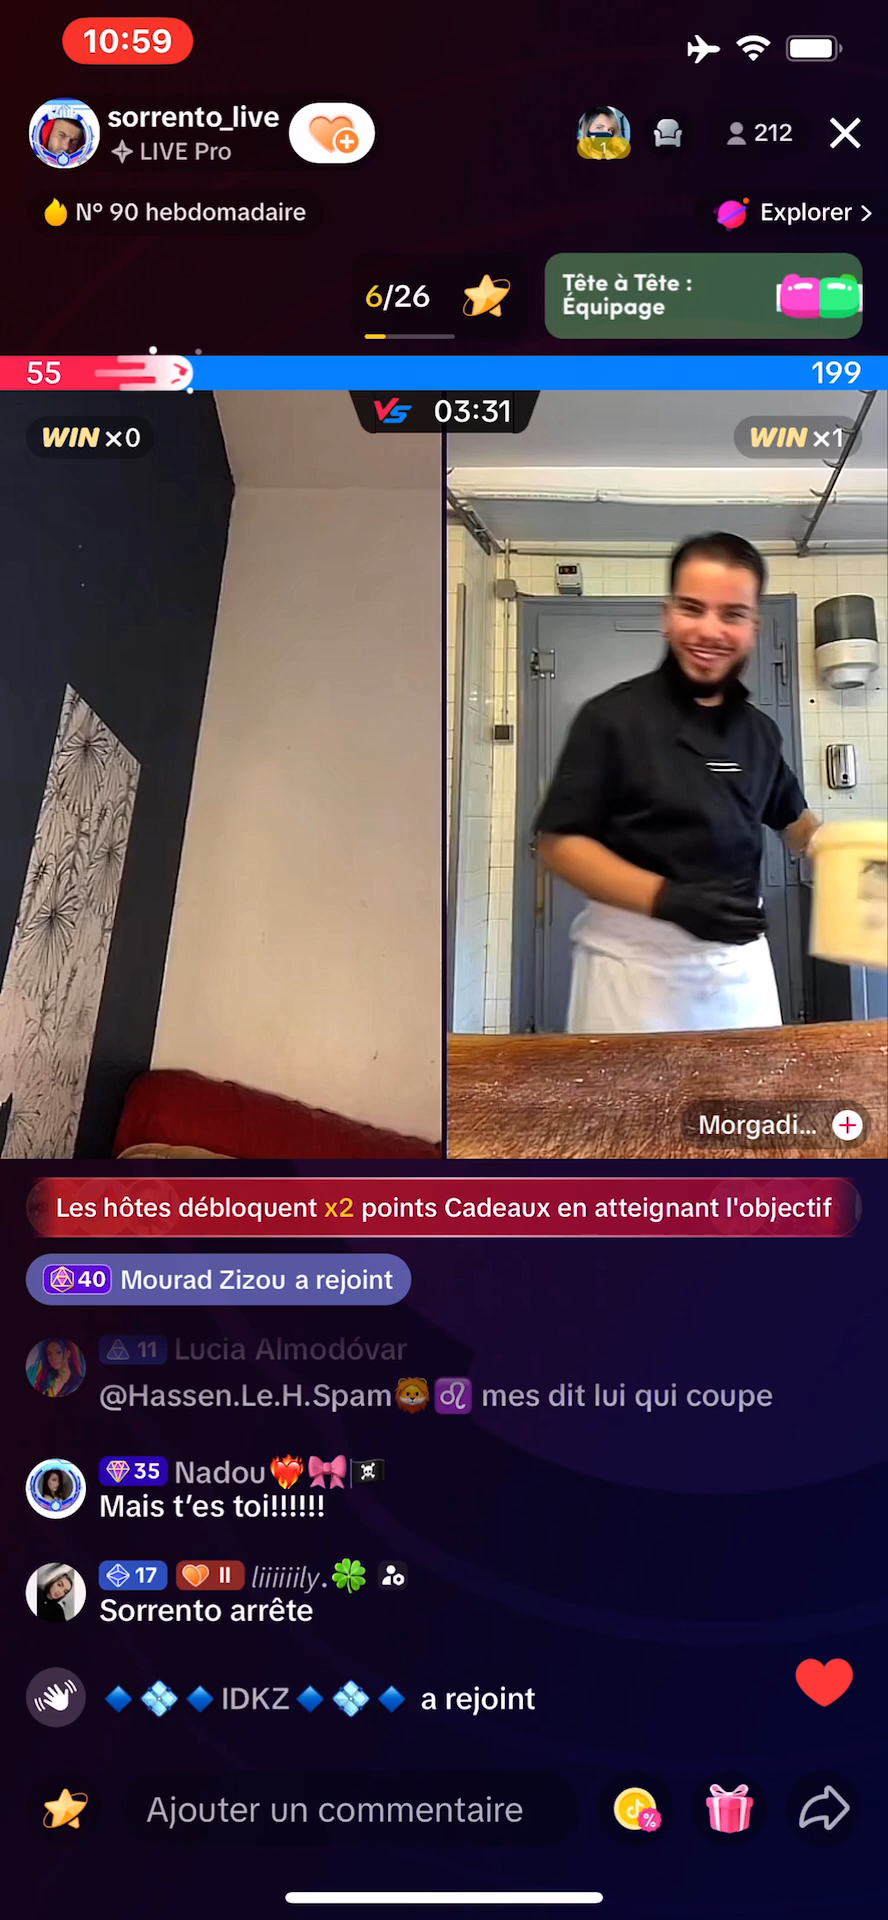 10:59
sorrento_live
LIVE Pro
1
212
N° 90 hebdomadaire
Explorer >
6/26
Tête à Tête :
Équipage
55
199
VS 03:31
WIN x0
WIN x1
Morgadi...
Les hôtes débloquent x2 points Cadeaux en atteignant l'objectif
40 Mourad Zizou a rejoint
11 Lucia Almodóvar
@Hassen.Le.H.Spam🦁♌ mes dit lui qui coupe
35 Nadou❤️‍🔥🎀🏴‍☠️
Mais t’es toi!!!!!!
17 II liiiiiily.🍀
Sorrento arrête
🔹💠🔹IDKZ🔹💠🔹 a rejoint
Ajouter un commentaire